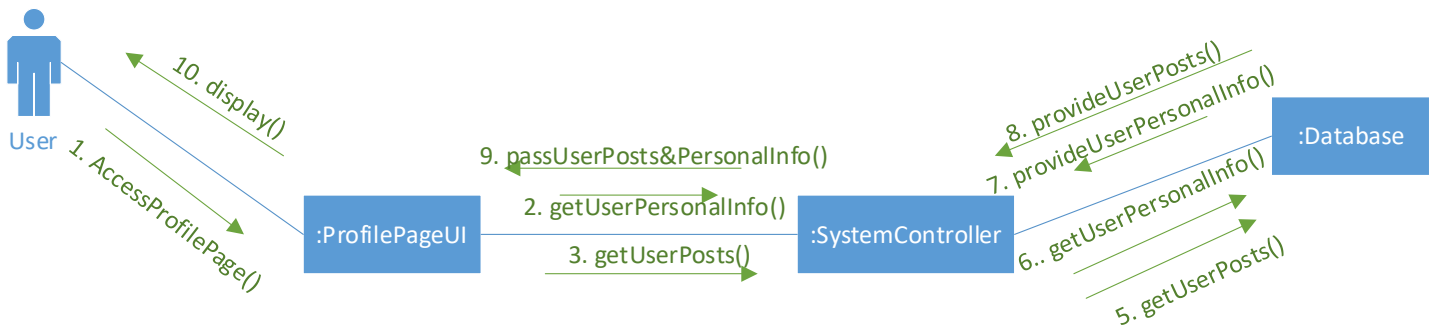 User
10. display()
1. AccessProfilePage()
:ProfilePageUI
9. passUserPosts&PersonalInfo()
2. getUserPersonalInfo()
3. getUserPosts()
:SystemController
8. provideUserPosts()
7. provideUserPersonalInfo()
6.. getUserPersonalInfo()
5. getUserPosts()
:Database